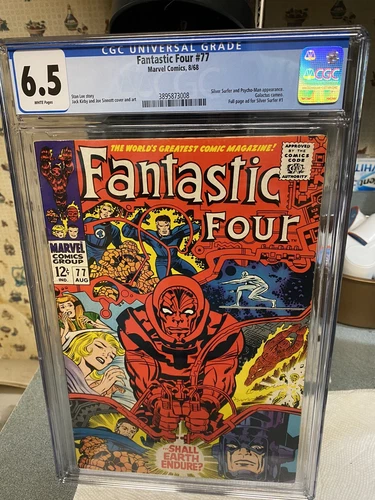 CGC UNIVERSAL GRADE
6.5
WHITE Pages
Fantastic Four #77
Marvel Comics, 8/68
Stan Lee story
Jack Kirby and Joe Sinnott cover and art
3895873008
Silver Surfer and Psycho-Man appearance.
Galactus cameo.
Full page ad for Silver Surfer #1
CGC
THE WORLD'S GREATEST COMIC MAGAZINE!
Fantastic
Four
APPROVED
BY THE
COMICS
CODE
AUTHORITY
MARVEL
COMICS
GROUP
12¢
IND.
77
AUG
SHALL
EARTH
ENDURE?